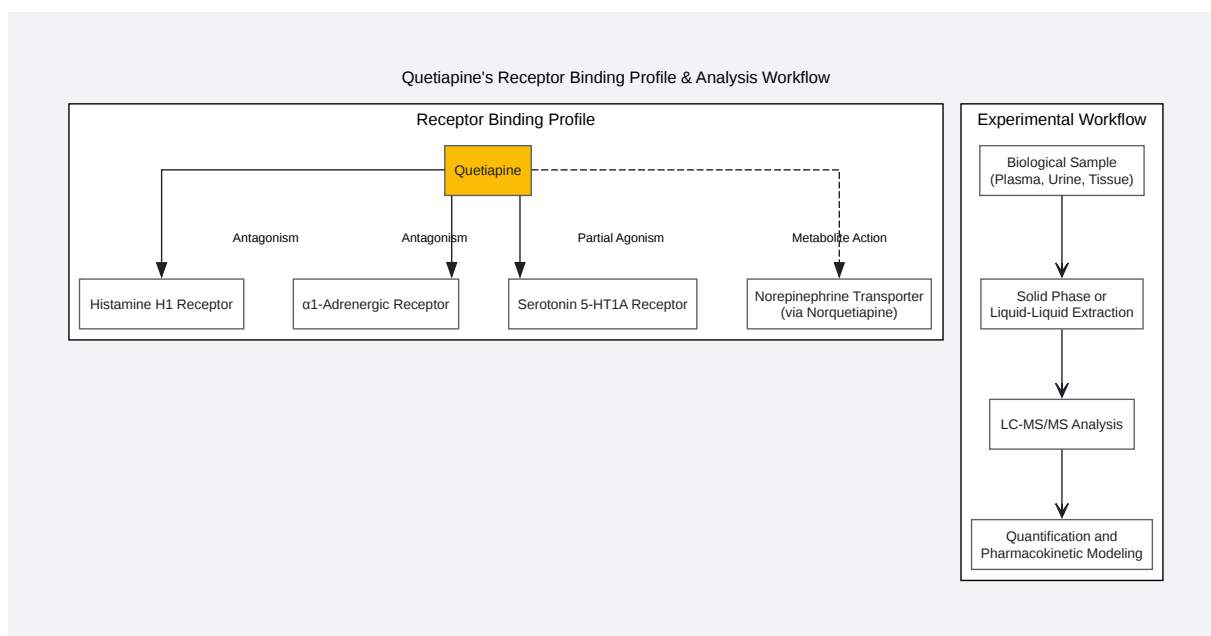 Quetiapine's Receptor Binding Profile & Analysis Workflow
Receptor Binding Profile
Quetiapine
Antagonism
Antagonism
Partial Agonism
Metabolite Action
Histamine H1 Receptor
α1-Adrenergic Receptor
Serotonin 5-HT1A Receptor
Norepinephrine Transporter
(via Norquetiapine)
Experimental Workflow
Biological Sample
(Plasma, Urine, Tissue)
Solid Phase or
Liquid-Liquid Extraction
LC-MS/MS Analysis
Quantification and
Pharmacokinetic Modeling